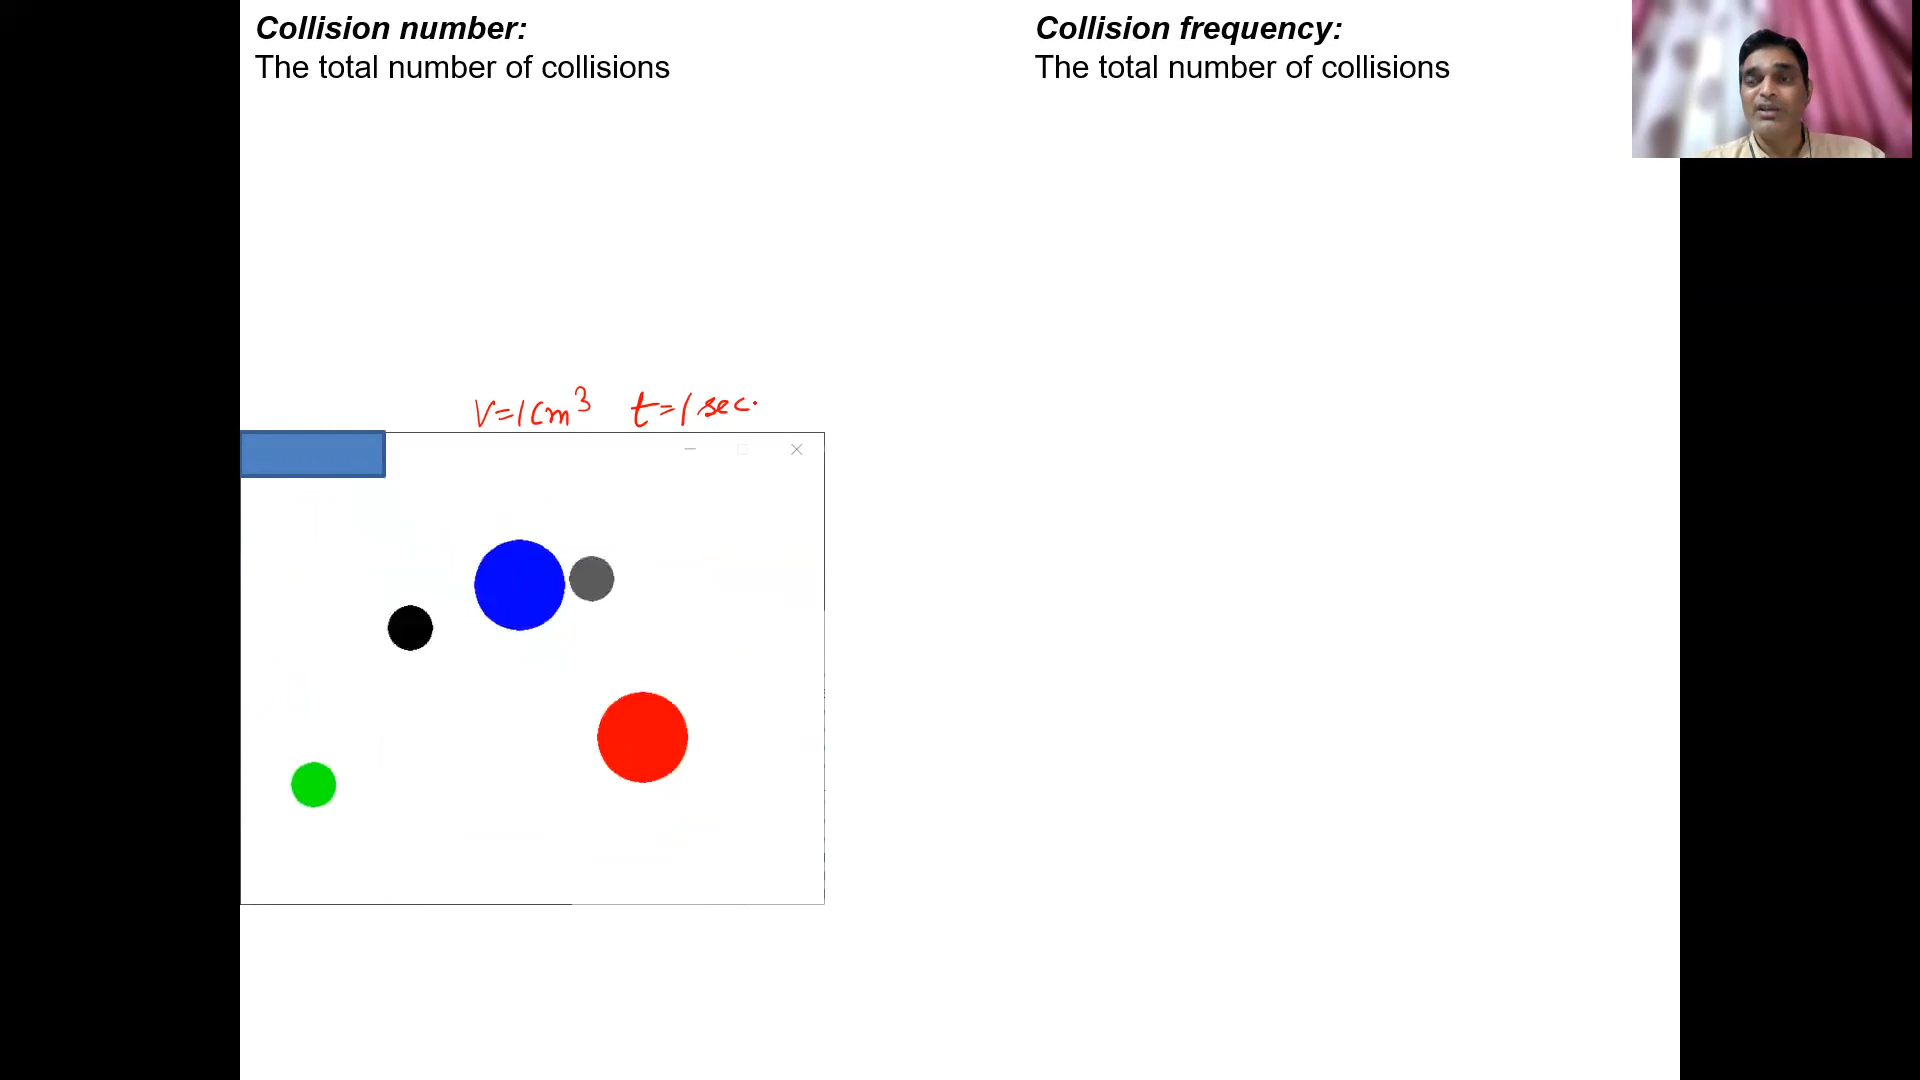 Collision number:
The total number of collisions
Collision frequency:
The total number of collisions
V=1cm³ t=1sec.